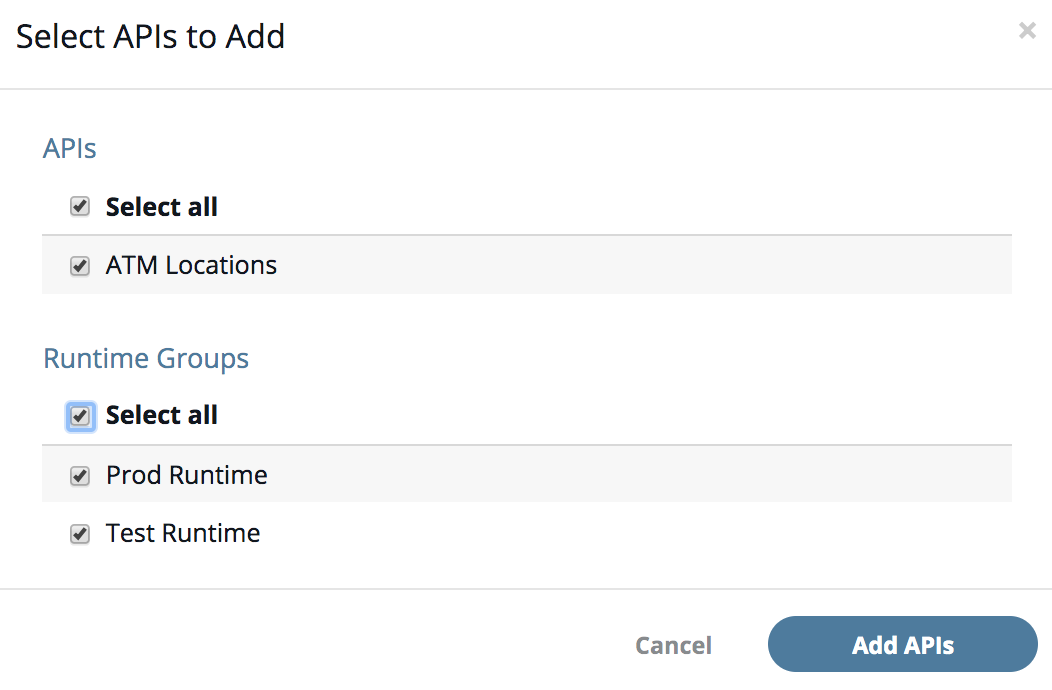 Select APIs to Add
APIs
Select all
ATM Locations
Runtime Groups
Select all
Prod Runtime
Test Runtime
Cancel
Add APIs